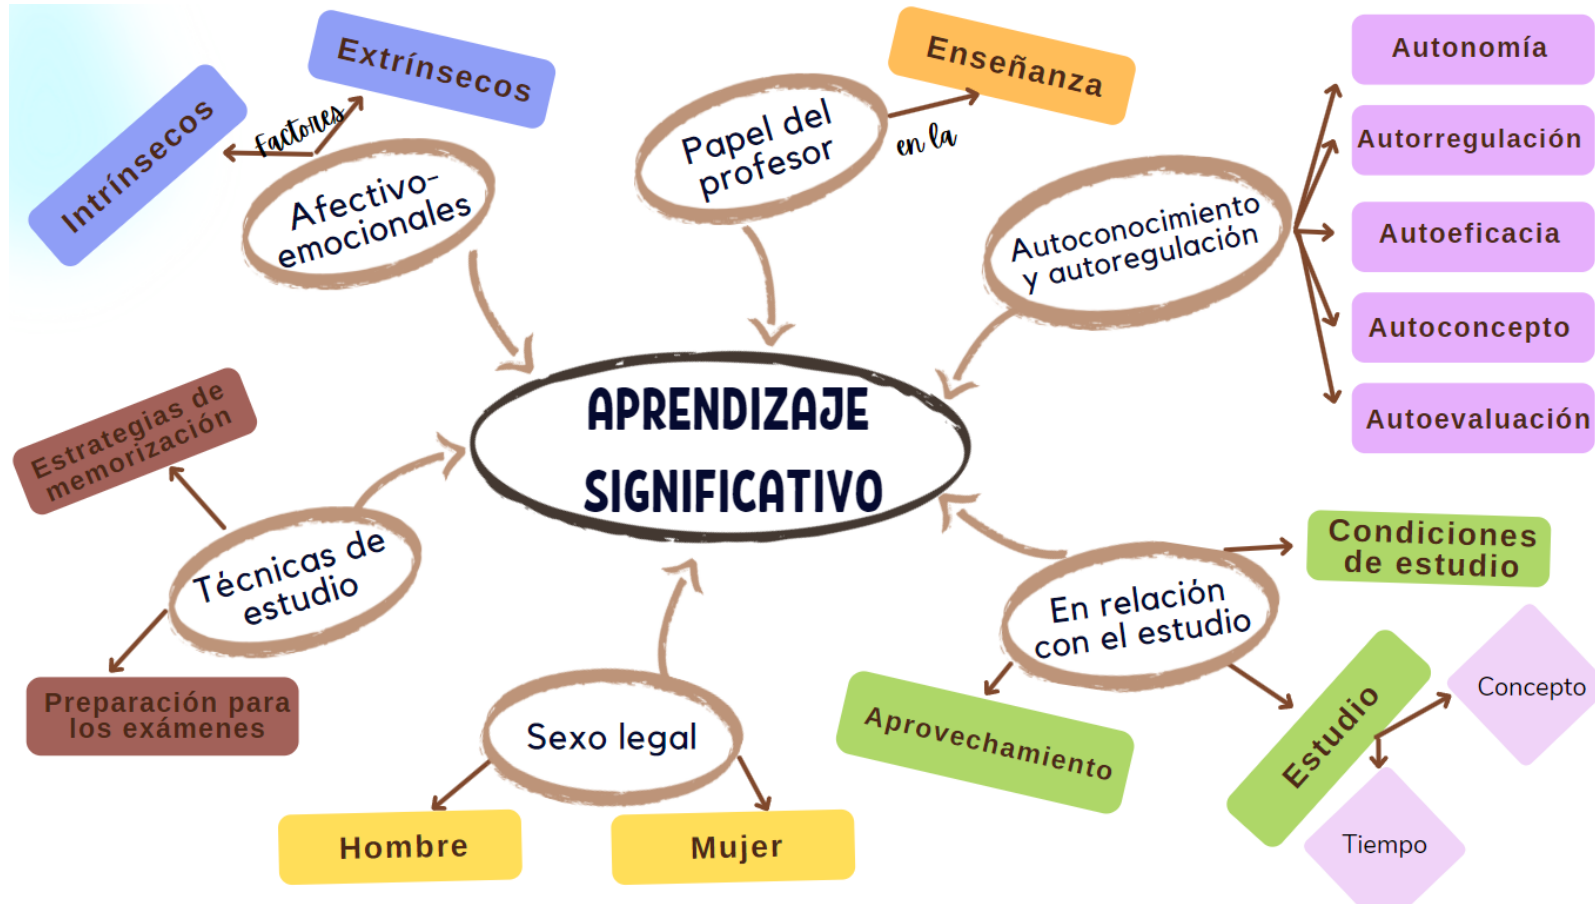 Extrínsecos
Intrínsecos
Factores
Afectivo-
emocionales
Papel del
profesor
en la
Enseñanza
Autoconocimiento
y autoregulación
Autonomía
Autorregulación
Autoeficacia
Autoconcepto
Autoevaluación
APRENDIZAJE
SIGNIFICATIVO
Estrategias de
memorización
Técnicas de
estudio
Preparación para
los exámenes
Sexo legal
Hombre
Mujer
En relación
con el estudio
Condiciones
de estudio
Aprovechamiento
Estudio
Concepto
Tiempo